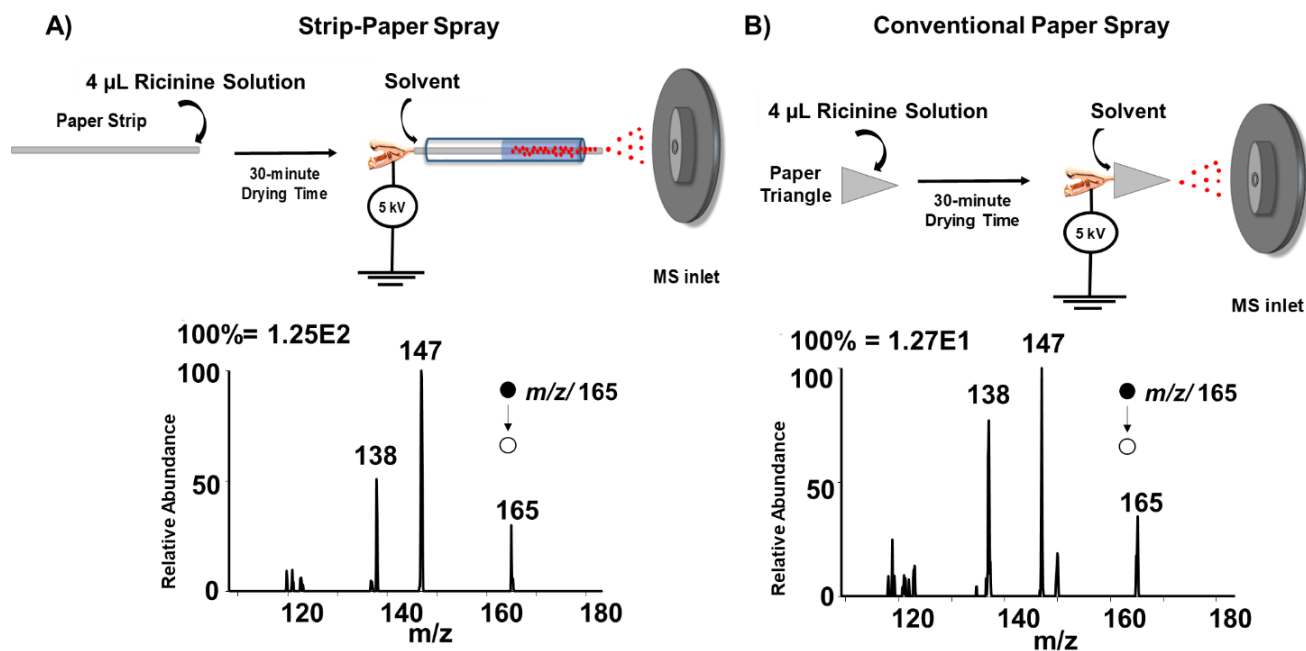 A)
Strip-Paper Spray
4 µL Ricinine Solution
Solvent
Paper Strip
30-minute
Drying Time
5 kV
MS inlet
100%= 1.25E2
147
m/z/ 165
138
165
Relative Abundance
100
50
0
120
140
160
180
m/z
B)
Conventional Paper Spray
4 µL Ricinine Solution
Solvent
Paper
Triangle
30-minute
Drying Time
5 kV
MS inlet
100% = 1.27E1
147
m/z/ 165
138
165
Relative Abundance
100
50
0
120
140
160
180
m/z